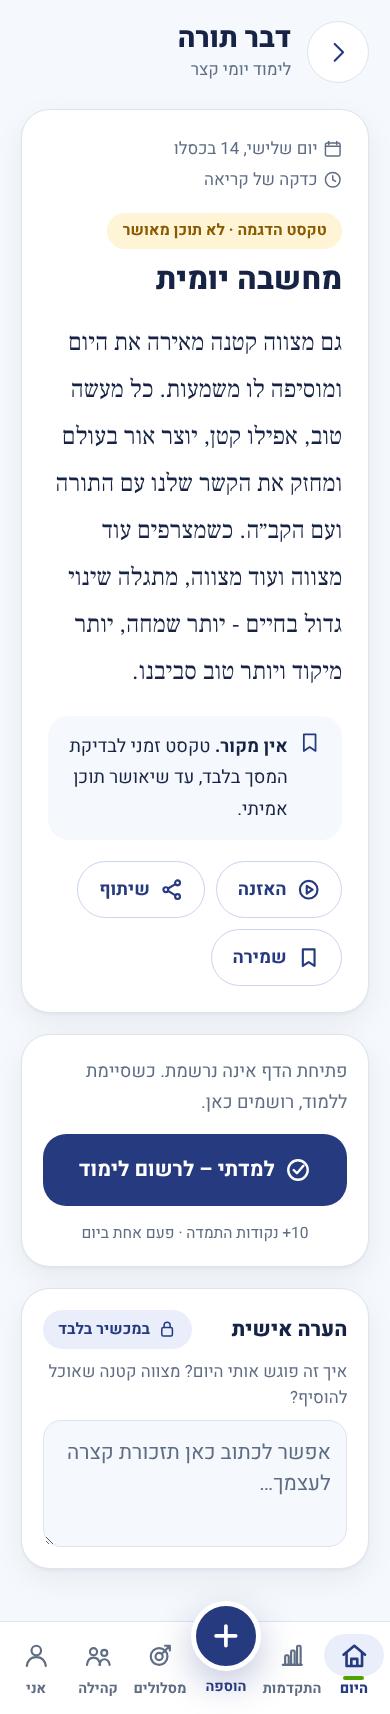 דבר תורה
לימוד יומי קצר
יום שלישי, 14 בכסלו
כדקה של קריאה
טקסט הדגמה · לא תוכן מאושר
מחשבה יומית
גם מצווה קטנה מאירה את היום
ומוסיפה לו משמעות. כל מעשה
טוב, אפילו קטן, יוצר אור בעולם
ומחזק את הקשר שלנו עם התורה
ועם הקב״ה. כשמצרפים עוד
מצווה ועוד מצווה, מתגלה שינוי
גדול בחיים - יותר שמחה, יותר
מיקוד ויותר טוב סביבנו.
אין מקור. טקסט זמני לבדיקת
המסך בלבד, עד שיאושר תוכן
אמיתי.
האזנה
שיתוף
שמירה
פתיחת הדף אינה נרשמת. כשסיימת
ללמוד, רושמים כאן.
למדתי – לרשום לימוד
+10 נקודות התמדה · פעם אחת ביום
הערה אישית
במכשיר בלבד
איך זה פוגש אותי היום? מצווה קטנה שאוכל
להוסיף?
אפשר לכתוב כאן תזכורת קצרה
לעצמך...
היום
התקדמות
הוספה
מסלולים
קהילה
אני